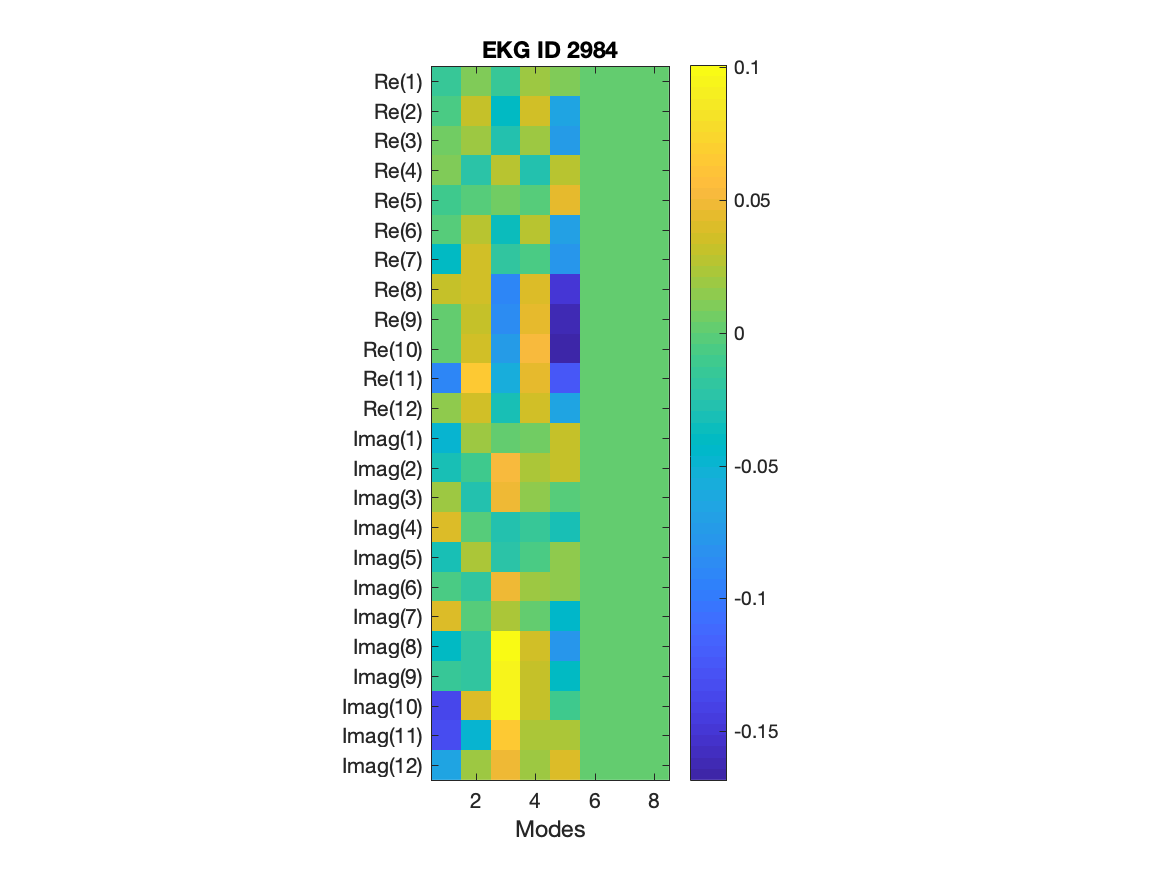 EKG ID 2984
Re(1)
Re(2)
Re(3)
Re(4)
Re(5)
Re(6)
Re(7)
Re(8)
Re(9)
Re(10)
Re(11)
Re(12)
Imag(1)
Imag(2)
Imag(3)
Imag(4)
Imag(5)
Imag(6)
Imag(7)
Imag(8)
Imag(9)
Imag(10)
Imag(11)
Imag(12)
2 4 6 8
Modes
0.1
0.05
0
-0.05
-0.1
-0.15